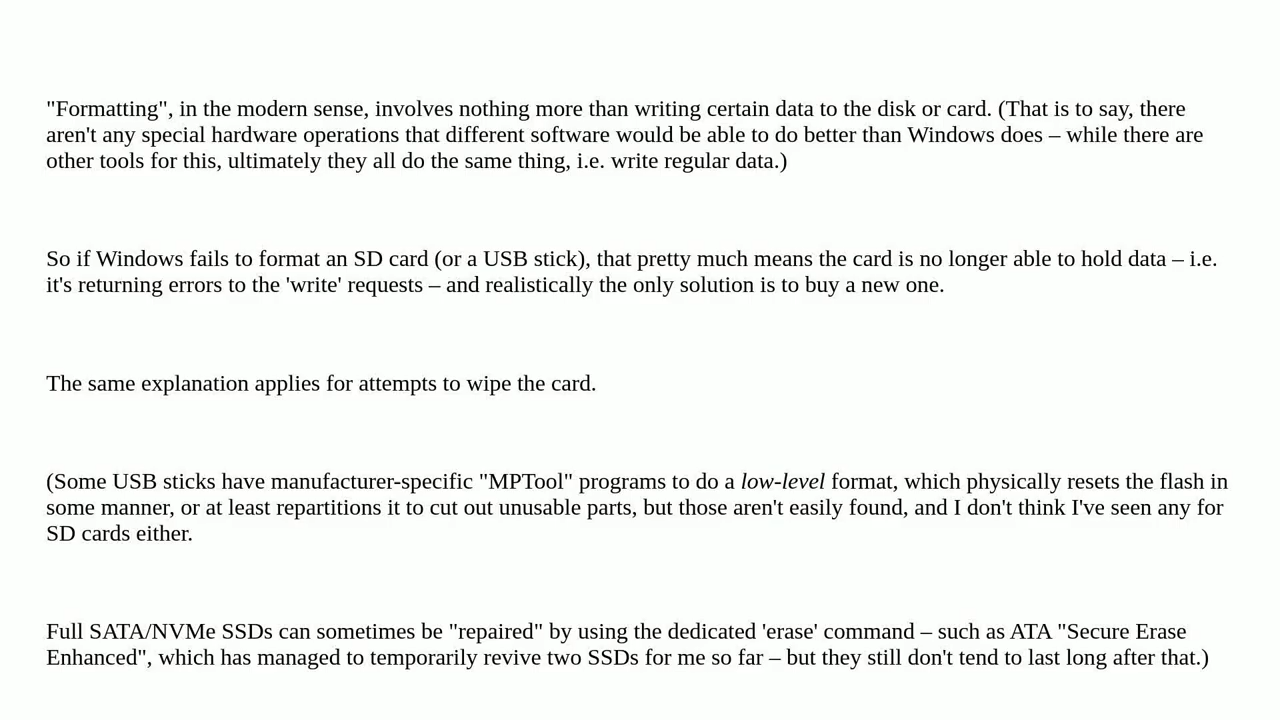 "Formatting", in the modern sense, involves nothing more than writing certain data to the disk or card. (That is to say, there
aren't any special hardware operations that different software would be able to do better than Windows does – while there are
other tools for this, ultimately they all do the same thing, i.e. write regular data.)
So if Windows fails to format an SD card (or a USB stick), that pretty much means the card is no longer able to hold data – i.e.
it's returning errors to the 'write' requests – and realistically the only solution is to buy a new one.
The same explanation applies for attempts to wipe the card.
(Some USB sticks have manufacturer-specific "MPTool" programs to do a low-level format, which physically resets the flash in
some manner, or at least repartitions it to cut out unusable parts, but those aren't easily found, and I don't think I've seen any for
SD cards either.
Full SATA/NVMe SSDs can sometimes be "repaired" by using the dedicated 'erase' command – such as ATA "Secure Erase
Enhanced", which has managed to temporarily revive two SSDs for me so far – but they still don't tend to last long after that.)